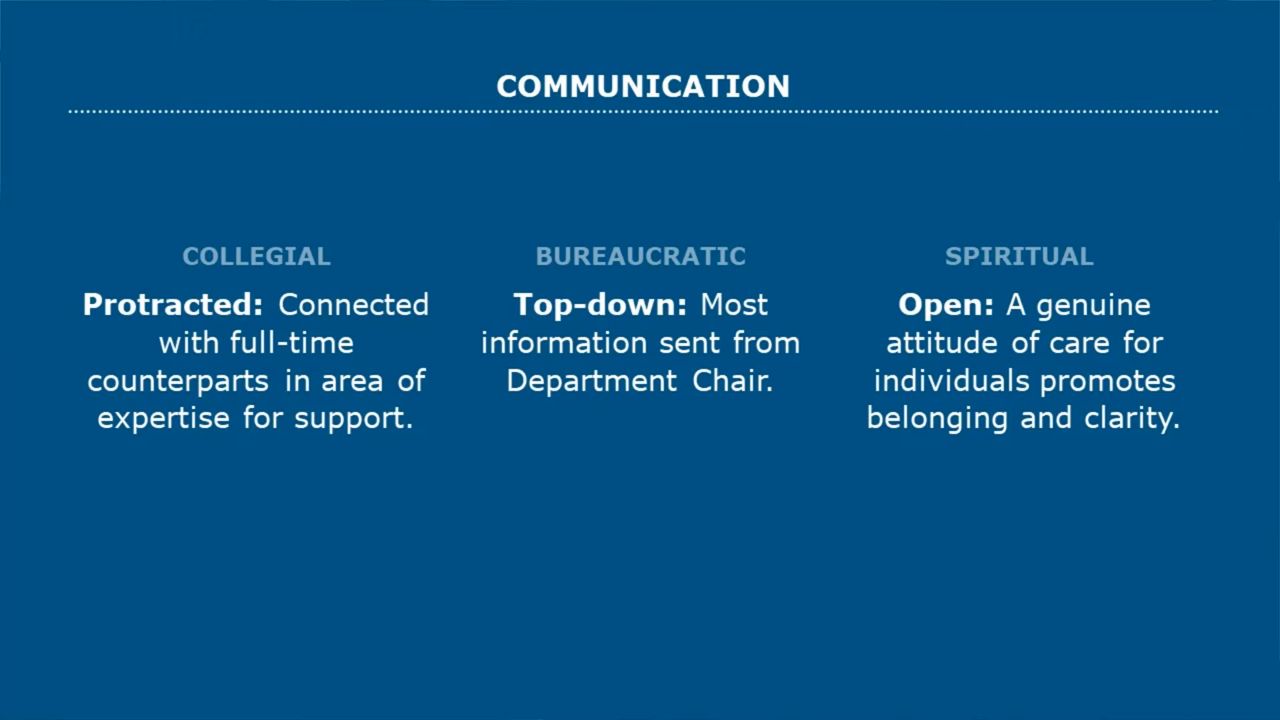 COMMUNICATION
COLLEGIAL
Protracted: Connected
with full-time
counterparts in area of
expertise for support.
BUREAUCRATIC
Top-down: Most
information sent from
Department Chair.
SPIRITUAL
Open: A genuine
attitude of care for
individuals promotes
belonging and clarity.